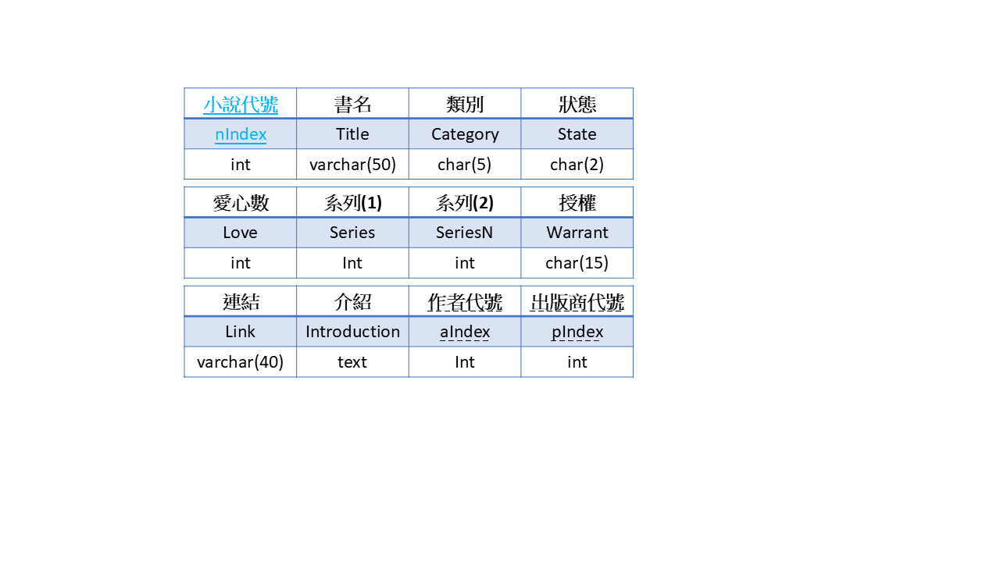 小說代號 書名 類別 狀態
nIndex Title Category State
int varchar(50) char(5) char(2)
愛心數 系列(1) 系列(2) 授權
Love Series SeriesN Warrant
int Int int char(15)
連結 介紹 作者代號 出版商代號
Link Introduction aIndex pIndex
varchar(40) text Int int